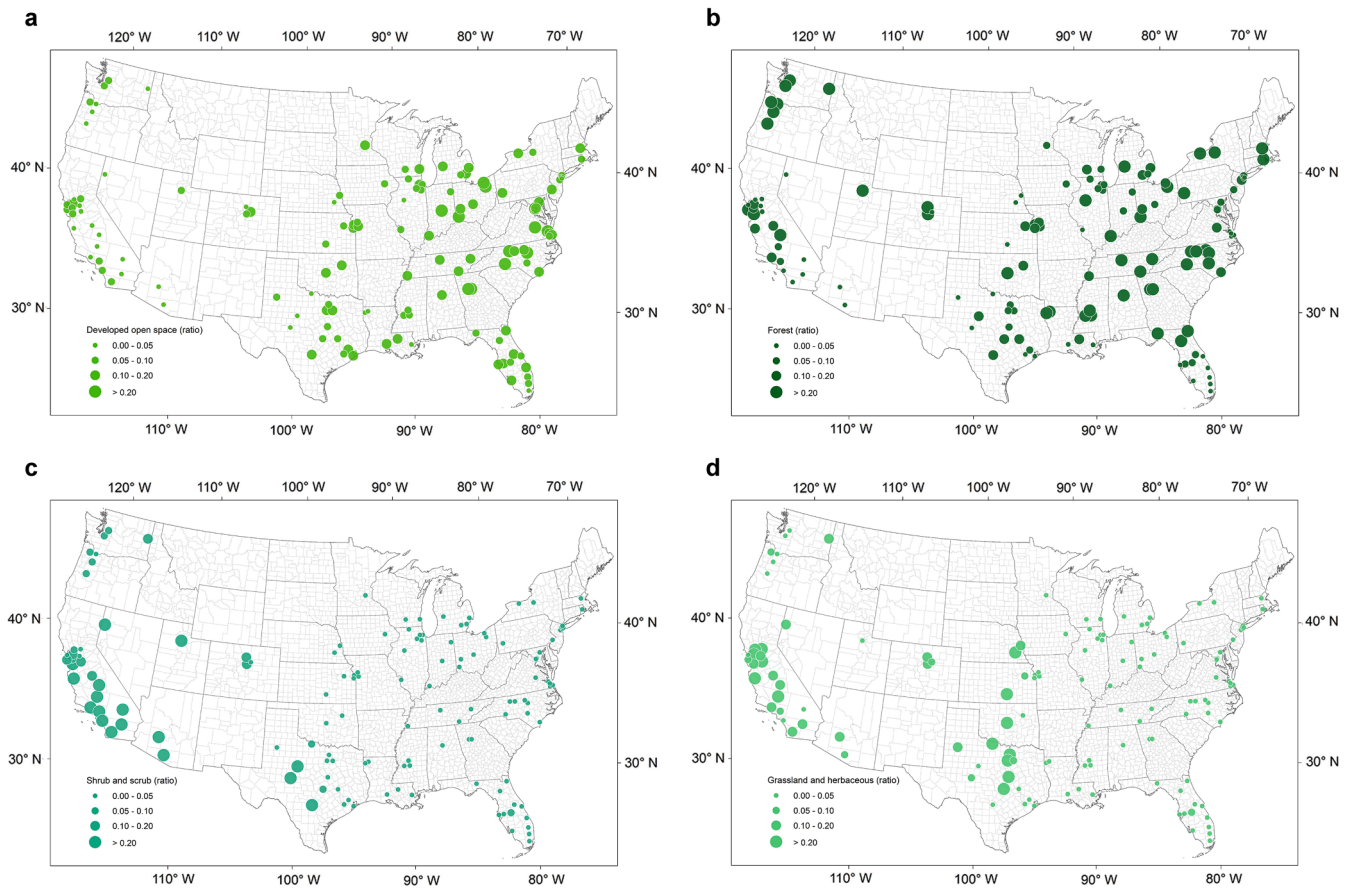 a
120° W 110° W 100° W 90° W 80° W 70° W
40° N
40° N
30° N
30° N
Developed open space (ratio)
0.00 - 0.05
0.05 - 0.10
0.10 - 0.20
> 0.20
110° W 100° W 90° W 80° W
b
120° W 110° W 100° W 90° W 80° W 70° W
40° N
40° N
30° N
30° N
Forest (ratio)
0.00 - 0.05
0.05 - 0.10
0.10 - 0.20
> 0.20
110° W 100° W 90° W 80° W
c
120° W 110° W 100° W 90° W 80° W 70° W
40° N
40° N
30° N
30° N
Shrub and scrub (ratio)
0.00 - 0.05
0.05 - 0.10
0.10 - 0.20
> 0.20
110° W 100° W 90° W 80° W
d
120° W 110° W 100° W 90° W 80° W 70° W
40° N
40° N
30° N
30° N
Grassland and herbaceous (ratio)
0.00 - 0.05
0.05 - 0.10
0.10 - 0.20
> 0.20
110° W 100° W 90° W 80° W